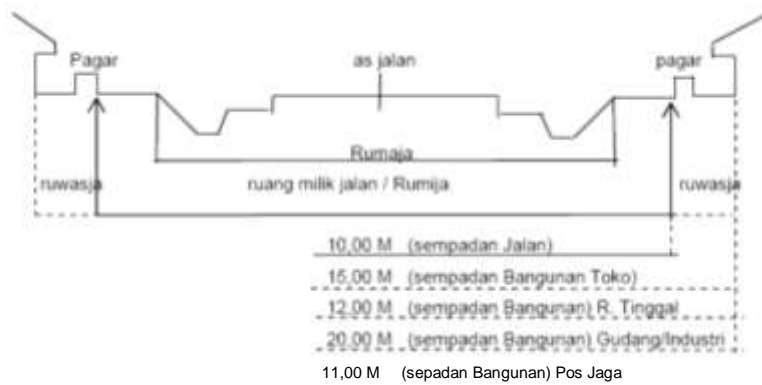 Pagar as jalan pagar
Rumaja
ruwasja ruang milik jalan / Rumija ruwasja
10,00 M (sempadan Jalan)
15,00 M (sempadan Bangunan Toko)
12,00 M (sempadan Bangunan) R. Tinggal
20,00 M (sempadan Bangunan) Gudang/Industri
11,00 M (sepadan Bangunan) Pos Jaga